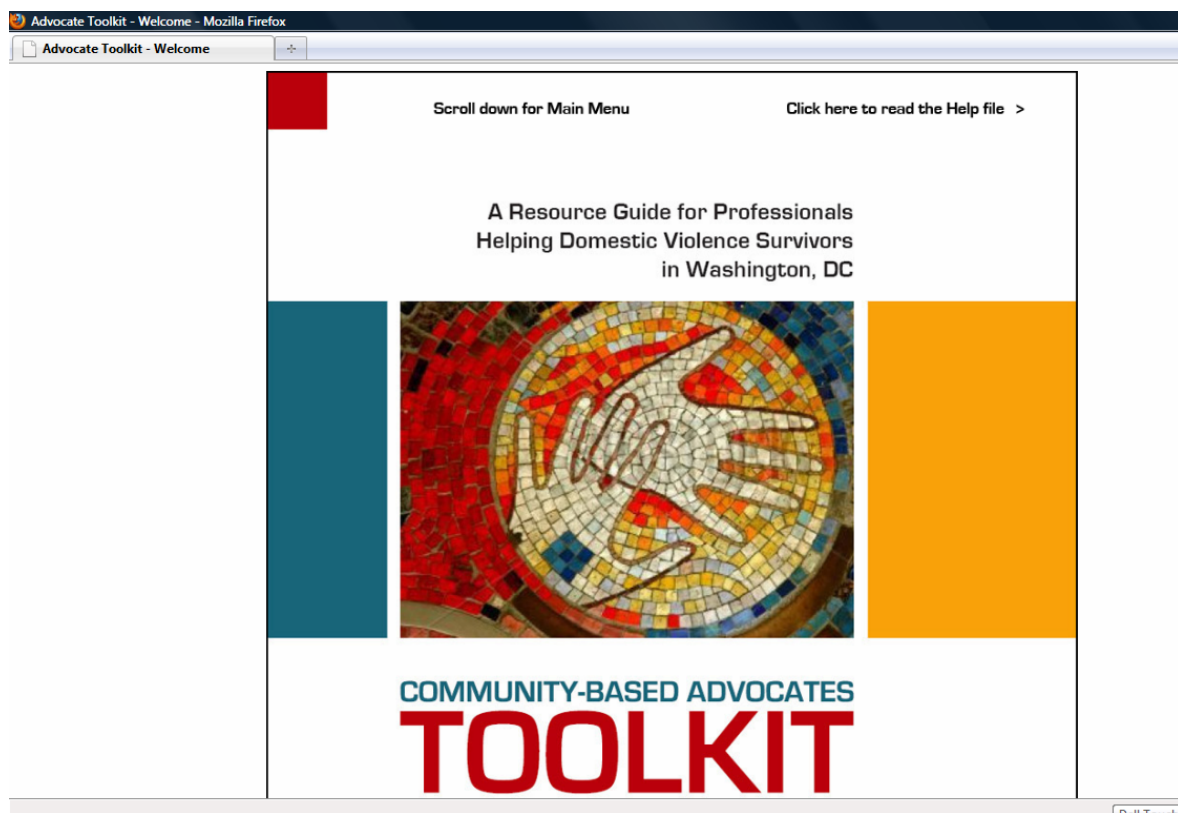 Advocate Toolkit - Welcome - Mozilla Firefox
Advocate Toolkit - Welcome
Scroll down for Main Menu
Click here to read the Help file >
A Resource Guide for Professionals
Helping Domestic Violence Survivors
in Washington, DC
COMMUNITY-BASED ADVOCATES
TOOLKIT